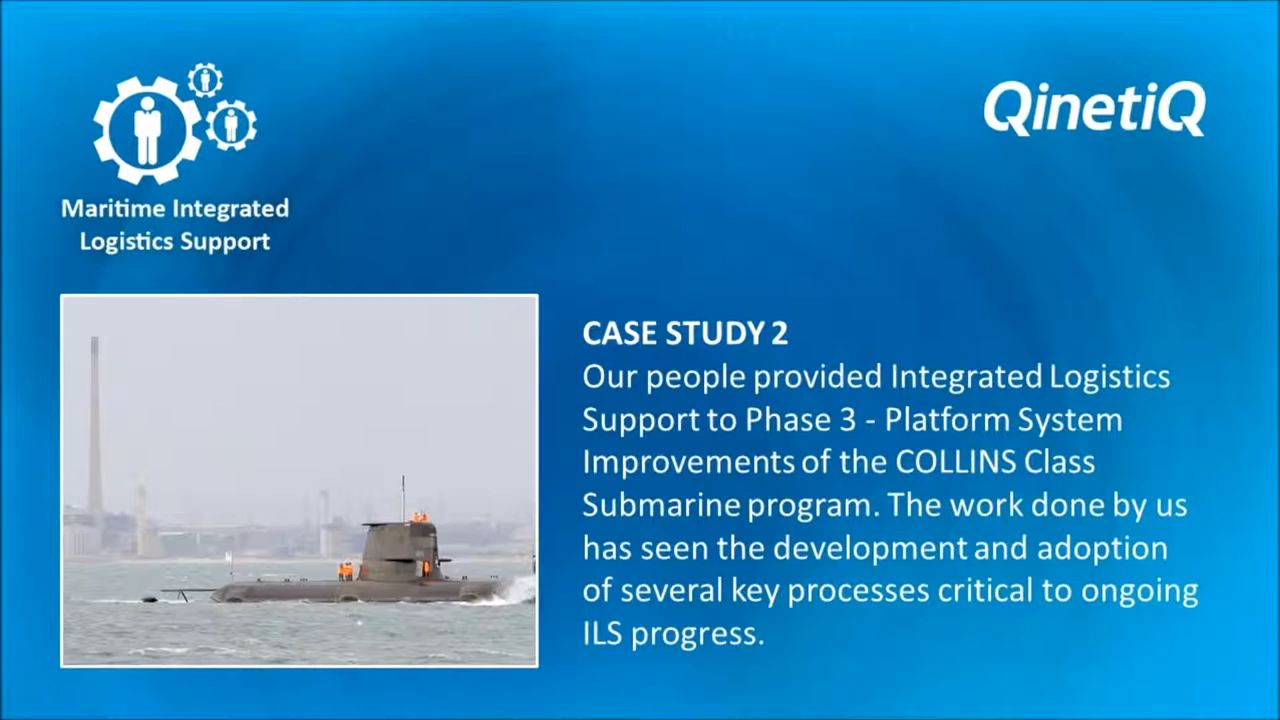 Maritime Integrated
Logistics Support
QinetiQ
CASE STUDY 2
Our people provided Integrated Logistics
Support to Phase 3 - Platform System
Improvements of the COLLINS Class
Submarine program. The work done by us
has seen the development and adoption
of several key processes critical to ongoing
ILS progress.